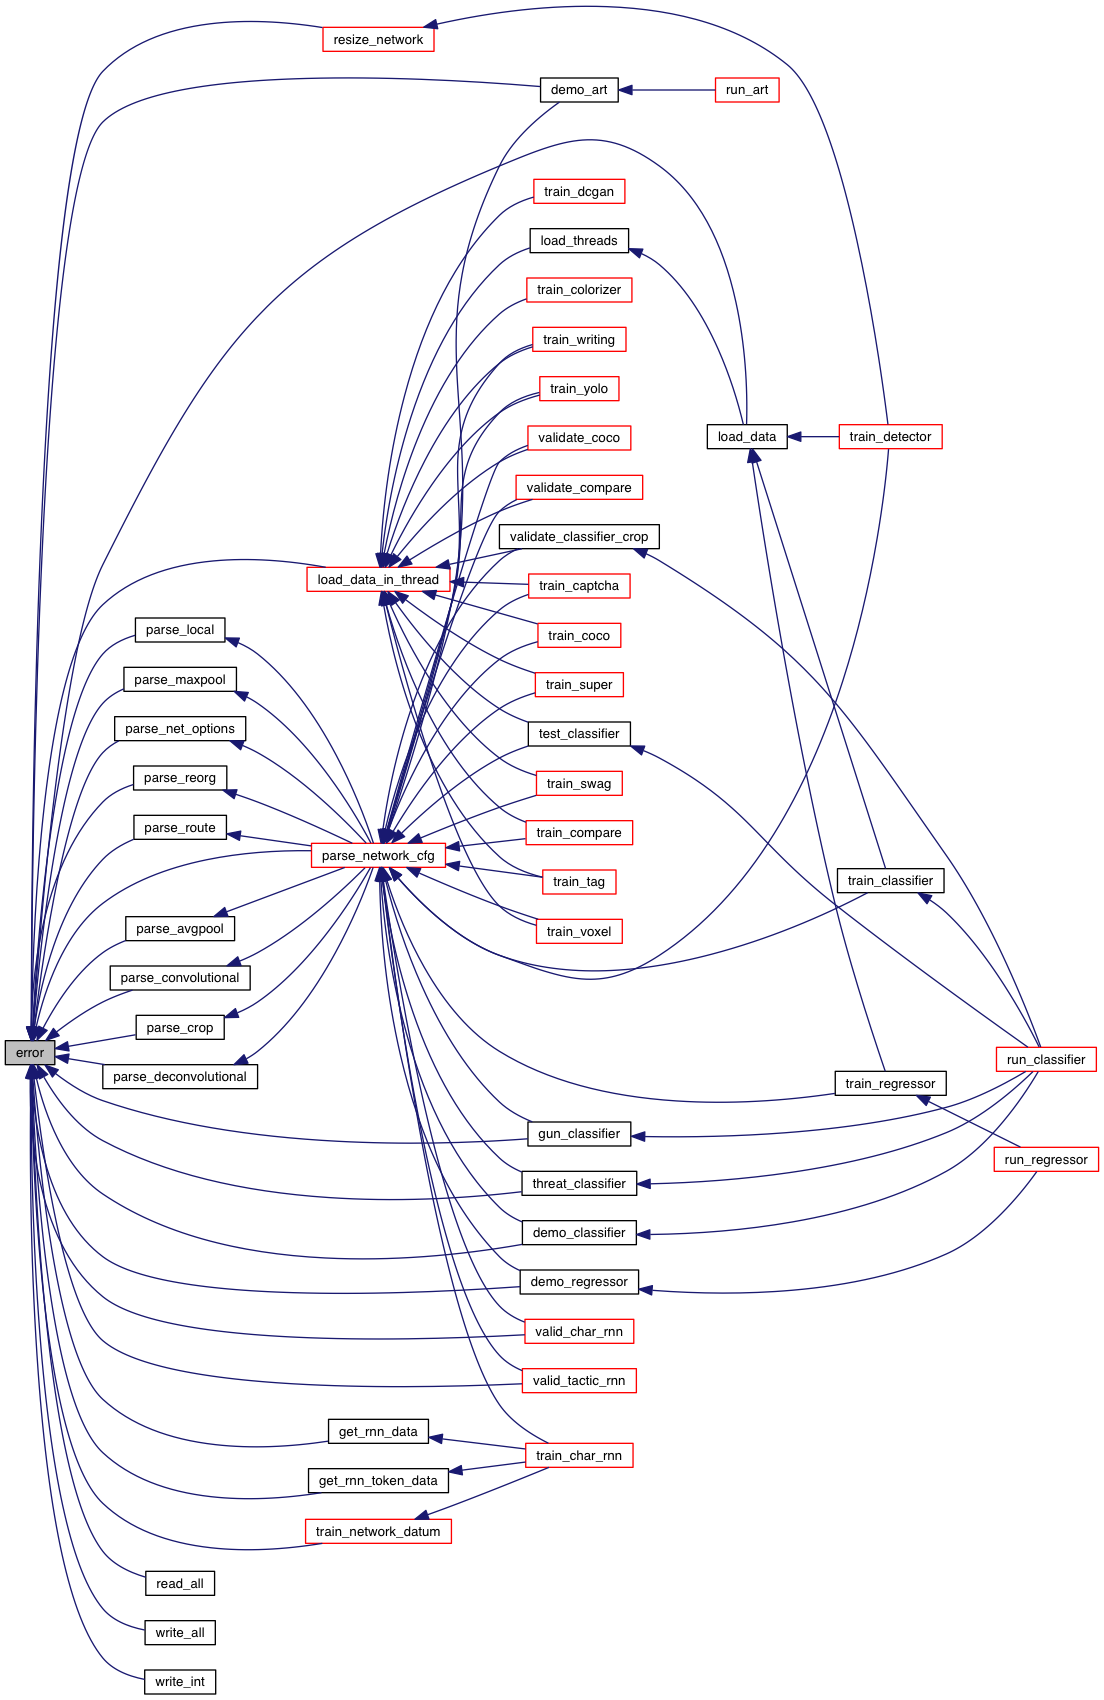 resize_network
demo_art
run_art
train_dcgan
load_threads
train_colorizer
train_writing
train_yolo
validate_coco
load_data
train_detector
validate_compare
validate_classifier_crop
load_data_in_thread
train_captcha
parse_local
train_coco
parse_maxpool
train_super
parse_net_options
test_classifier
parse_reorg
train_swag
parse_route
train_compare
parse_network_cfg
train_tag
train_classifier
parse_avgpool
train_voxel
parse_convolutional
parse_crop
error
run_classifier
parse_deconvolutional
train_regressor
gun_classifier
run_regressor
threat_classifier
demo_classifier
demo_regressor
valid_char_rnn
valid_tactic_rnn
get_rnn_data
train_char_rnn
get_rnn_token_data
train_network_datum
read_all
write_all
write_int